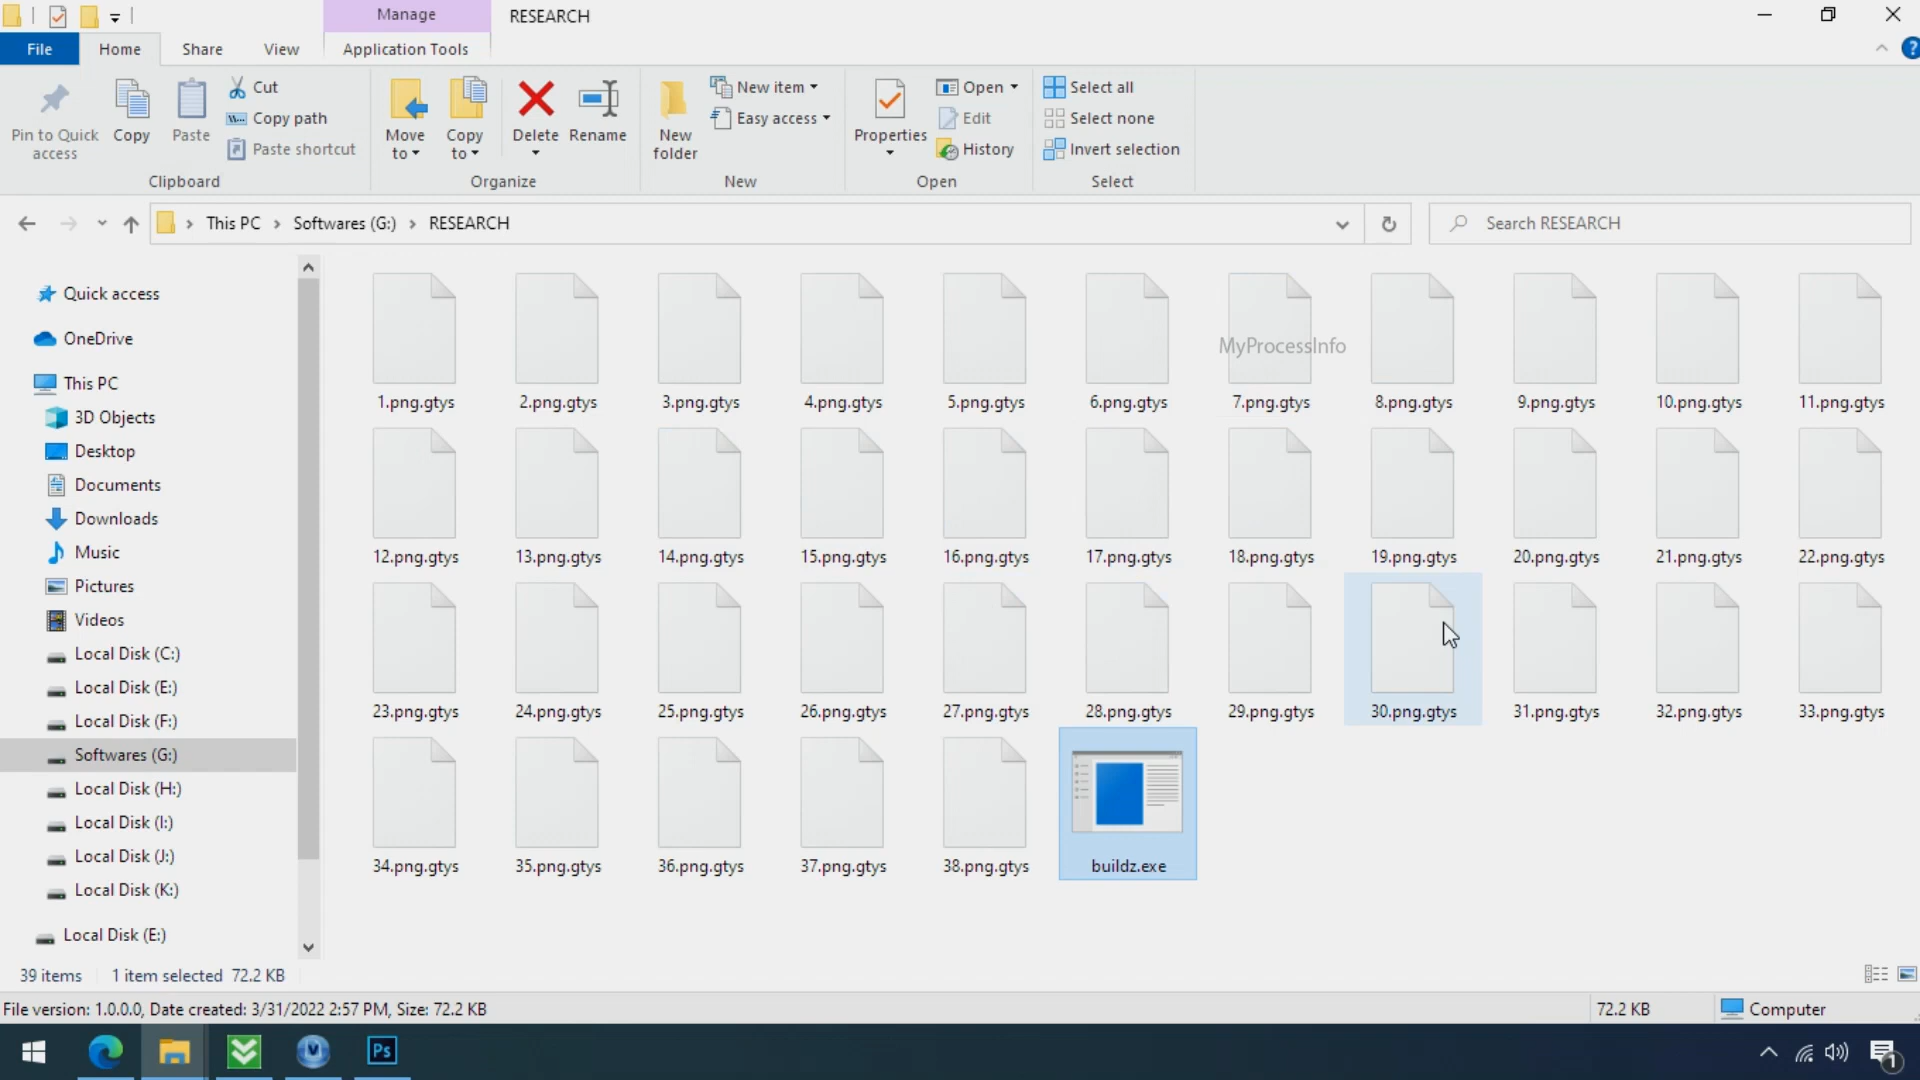 Manage
RESEARCH
File
Home
Share
View
Application Tools
Pin to Quick access
Copy
Paste
Cut
Copy path
Paste shortcut
Clipboard
Move to
Copy to
Delete
Rename
Organize
New folder
New item
Easy access
New
Properties
Open
Edit
History
Open
Select all
Select none
Invert selection
Select
This PC
Softwares (G:)
RESEARCH
Search RESEARCH
Quick access
OneDrive
This PC
3D Objects
Desktop
Documents
Downloads
Music
Pictures
Videos
Local Disk (C:)
Local Disk (E:)
Local Disk (F:)
Softwares (G:)
Local Disk (H:)
Local Disk (I:)
Local Disk (J:)
Local Disk (K:)
Local Disk (E:)
MyProcessInfo
1.png.gtys
2.png.gtys
3.png.gtys
4.png.gtys
5.png.gtys
6.png.gtys
7.png.gtys
8.png.gtys
9.png.gtys
10.png.gtys
11.png.gtys
12.png.gtys
13.png.gtys
14.png.gtys
15.png.gtys
16.png.gtys
17.png.gtys
18.png.gtys
19.png.gtys
20.png.gtys
21.png.gtys
22.png.gtys
23.png.gtys
24.png.gtys
25.png.gtys
26.png.gtys
27.png.gtys
28.png.gtys
29.png.gtys
30.png.gtys
31.png.gtys
32.png.gtys
33.png.gtys
34.png.gtys
35.png.gtys
36.png.gtys
37.png.gtys
38.png.gtys
buildz.exe
39 items
1 item selected 72.2 KB
File version: 1.0.0.0, Date created: 3/31/2022 2:57 PM, Size: 72.2 KB
72.2 KB
Computer
Ps
1